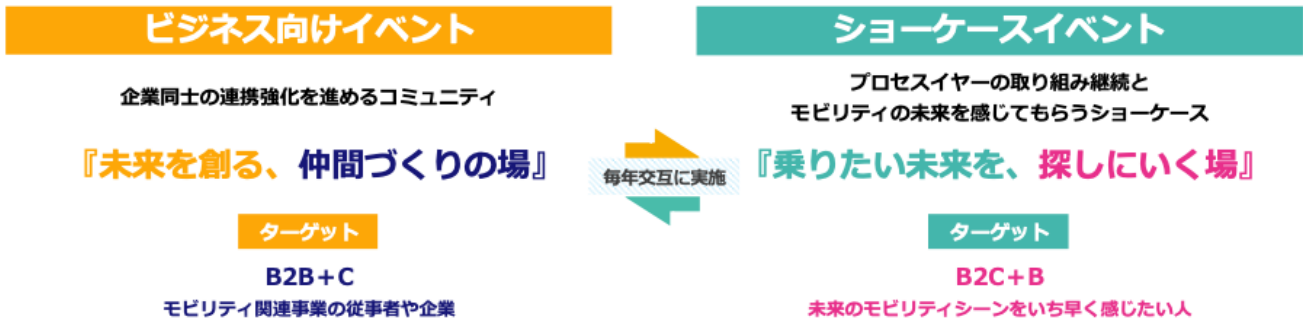 ビジネス向けイベント
企業同士の連携強化を進めるコミュニティ
『未来を創る、仲間づくりの場』
ターゲット
B2B+C
モビリティ関連事業の従事者や企業
毎年交互に実施
ショーケースイベント
プロセスイヤーの取り組み継続と
モビリティの未来を感じてもらうショーケース
『乗りたい未来を、探しにいく場』
ターゲット
B2C+B
未来のモビリティシーンをいち早く感じたい人